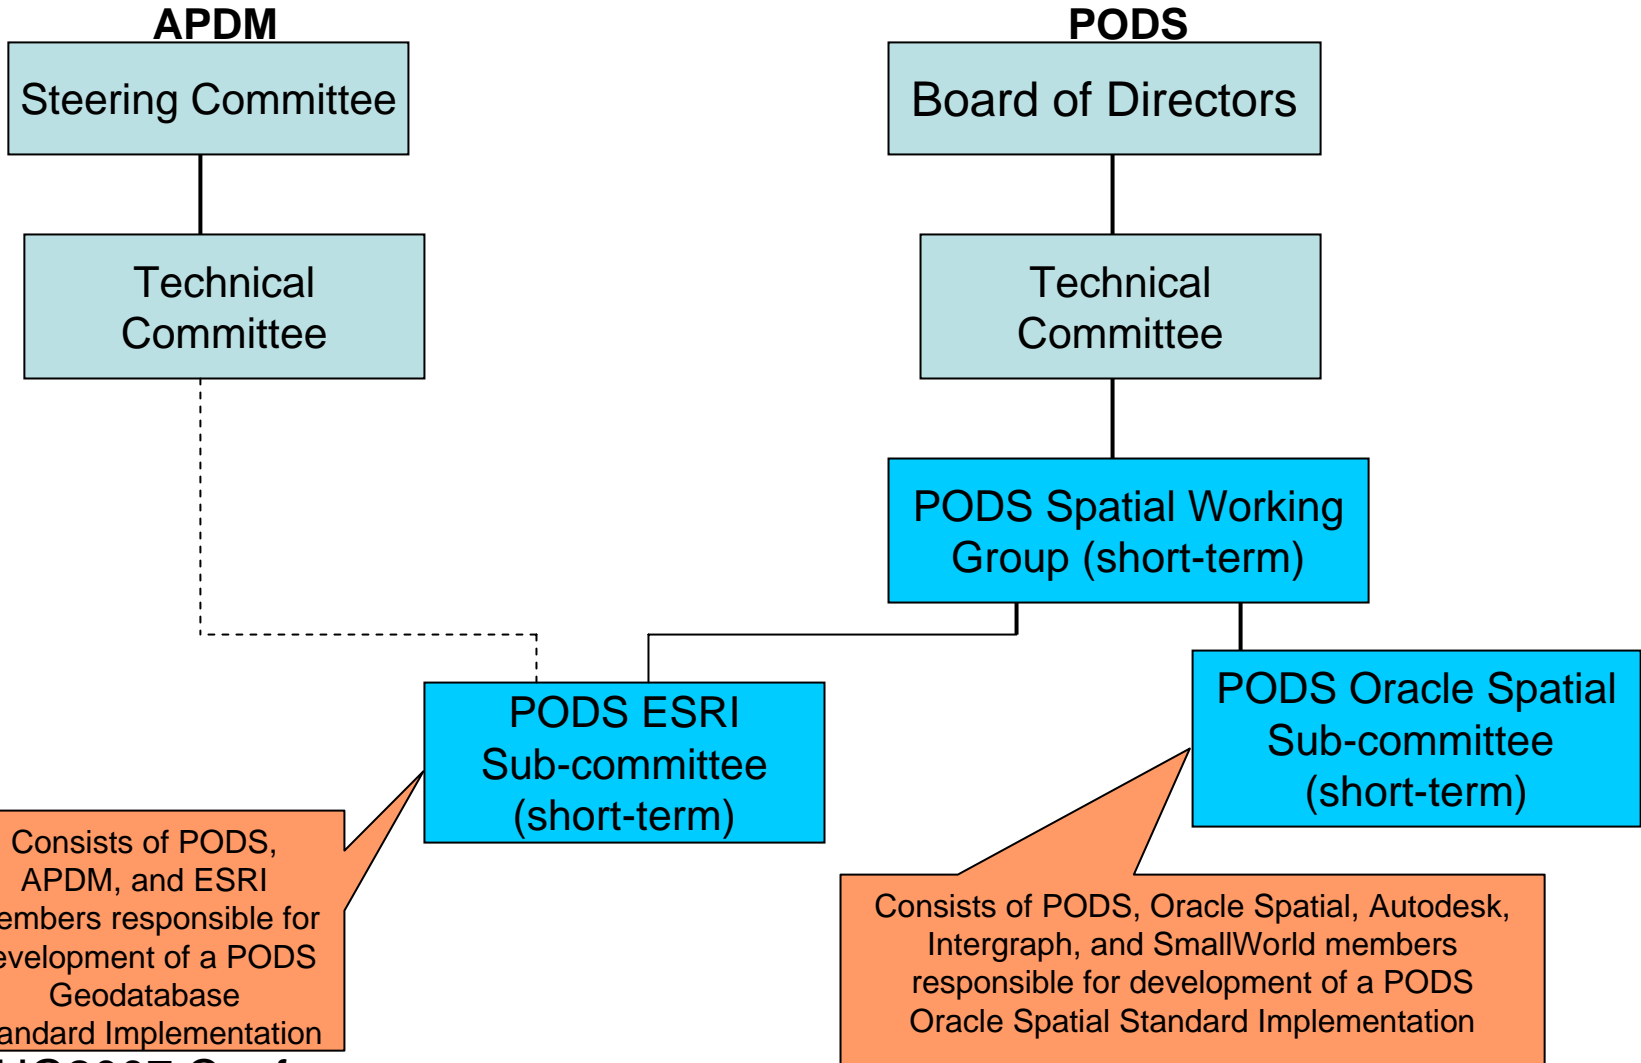 APDM
PODS
Steering Committee
Board of Directors
Technical
Committee
Technical
Committee
PODS Spatial Working
Group (short-term)
PODS ESRI
Sub-committee
(short-term)
PODS Oracle Spatial
Sub-committee
(short-term)
Consists of PODS,
APDM, and ESRI
embers responsible for
evelopment of a PODS
Geodatabase
andard Implementation
Consists of PODS, Oracle Spatial, Autodesk,
Intergraph, and SmallWorld members
responsible for development of a PODS
Oracle Spatial Standard Implementation